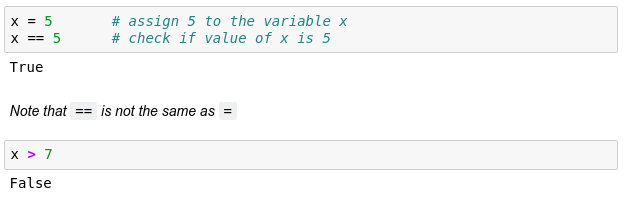 x = 5       # assign 5 to the variable x
x == 5      # check if value of x is 5
True
Note that == is not the same as =
x > 7
False